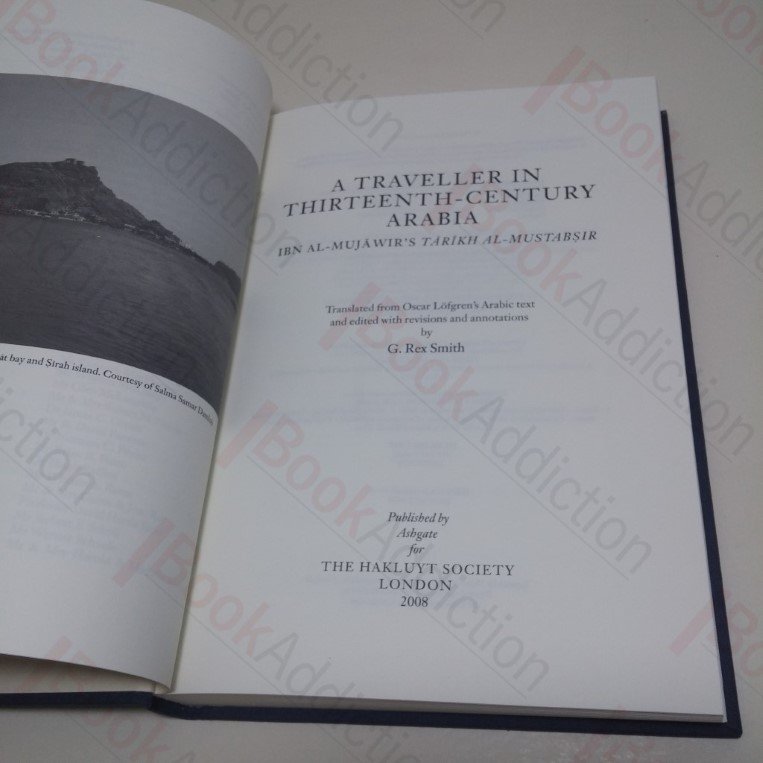 at bay and Sirah island. Courtesy of Salma Samar
A TRAVELLER IN
THIRTEENTH-CENTURY
ARABIA
IBN AL-MUJĀWIR'S TĀRĪKH AL-MUSTABṢIR
Translated from Oscar Löfgren's Arabic text
and edited with revisions and annotations
by
G. Rex Smith
Published by
Ashgate
for
THE HAKLUYT SOCIETY
LONDON
2008
BookAddiction